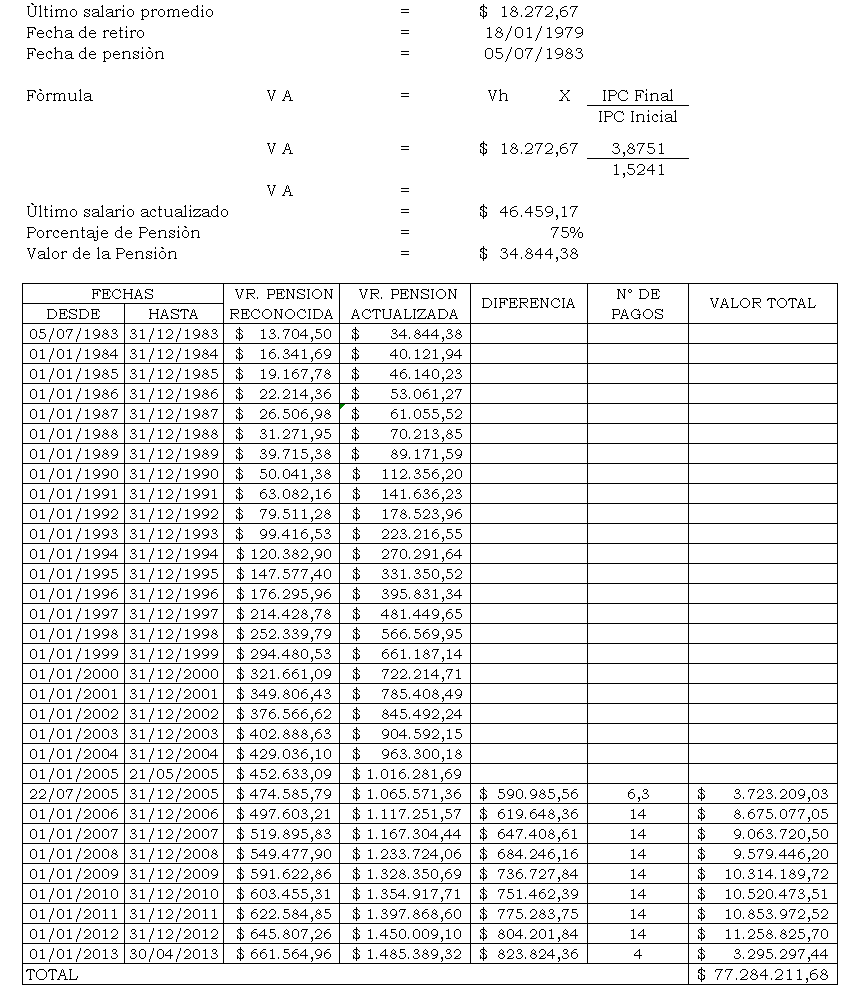 Ùltimo salario promedio = $ 18.272,67
Fecha de retiro = 18/01/1979
Fecha de pensiòn = 05/07/1983
Fòrmula V A = Vh X IPC Final
IPC Inicial
V A = $ 18.272,67 3,8751
1,5241
V A =
Ùltimo salario actualizado = $ 46.459,17
Porcentaje de Pensiòn = 75%
Valor de la Pensiòn = $ 34.844,38
FECHAS VR. PENSION VR. PENSION DIFERENCIA N° DE VALOR TOTAL
DESDE HASTA RECONOCIDA ACTUALIZADA PAGOS
05/07/1983 31/12/1983 $ 13.704,50 $ 34.844,38
01/01/1984 31/12/1984 $ 16.341,69 $ 40.121,94
01/01/1985 31/12/1985 $ 19.167,78 $ 46.140,23
01/01/1986 31/12/1986 $ 22.214,36 $ 53.061,27
01/01/1987 31/12/1987 $ 26.506,98 $ 61.055,52
01/01/1988 31/12/1988 $ 31.271,95 $ 70.213,85
01/01/1989 31/12/1989 $ 39.715,38 $ 89.171,59
01/01/1990 31/12/1990 $ 50.041,38 $ 112.356,20
01/01/1991 31/12/1991 $ 63.082,16 $ 141.636,23
01/01/1992 31/12/1992 $ 79.511,28 $ 178.523,96
01/01/1993 31/12/1993 $ 99.416,53 $ 223.216,55
01/01/1994 31/12/1994 $ 120.382,90 $ 270.291,64
01/01/1995 31/12/1995 $ 147.577,40 $ 331.350,52
01/01/1996 31/12/1996 $ 176.295,96 $ 395.831,34
01/01/1997 31/12/1997 $ 214.428,78 $ 481.449,65
01/01/1998 31/12/1998 $ 252.339,79 $ 566.569,95
01/01/1999 31/12/1999 $ 294.480,53 $ 661.187,14
01/01/2000 31/12/2000 $ 321.661,09 $ 722.214,71
01/01/2001 31/12/2001 $ 349.806,43 $ 785.408,49
01/01/2002 31/12/2002 $ 376.566,62 $ 845.492,24
01/01/2003 31/12/2003 $ 402.888,63 $ 904.592,15
01/01/2004 31/12/2004 $ 429.036,10 $ 963.300,18
01/01/2005 21/05/2005 $ 452.633,09 $ 1.016.281,69
22/07/2005 31/12/2005 $ 474.585,79 $ 1.065.571,36 $ 590.985,56 6,3 $ 3.723.209,03
01/01/2006 31/12/2006 $ 497.603,21 $ 1.117.251,57 $ 619.648,36 14 $ 8.675.077,05
01/01/2007 31/12/2007 $ 519.895,83 $ 1.167.304,44 $ 647.408,61 14 $ 9.063.720,50
01/01/2008 31/12/2008 $ 549.477,90 $ 1.233.724,06 $ 684.246,16 14 $ 9.579.446,20
01/01/2009 31/12/2009 $ 591.622,86 $ 1.328.350,69 $ 736.727,84 14 $ 10.314.189,72
01/01/2010 31/12/2010 $ 603.455,31 $ 1.354.917,71 $ 751.462,39 14 $ 10.520.473,51
01/01/2011 31/12/2011 $ 622.584,85 $ 1.397.868,60 $ 775.283,75 14 $ 10.853.972,52
01/01/2012 31/12/2012 $ 645.807,26 $ 1.450.009,10 $ 804.201,84 14 $ 11.258.825,70
01/01/2013 30/04/2013 $ 661.564,96 $ 1.485.389,32 $ 823.824,36 4 $ 3.295.297,44
TOTAL $ 77.284.211,68